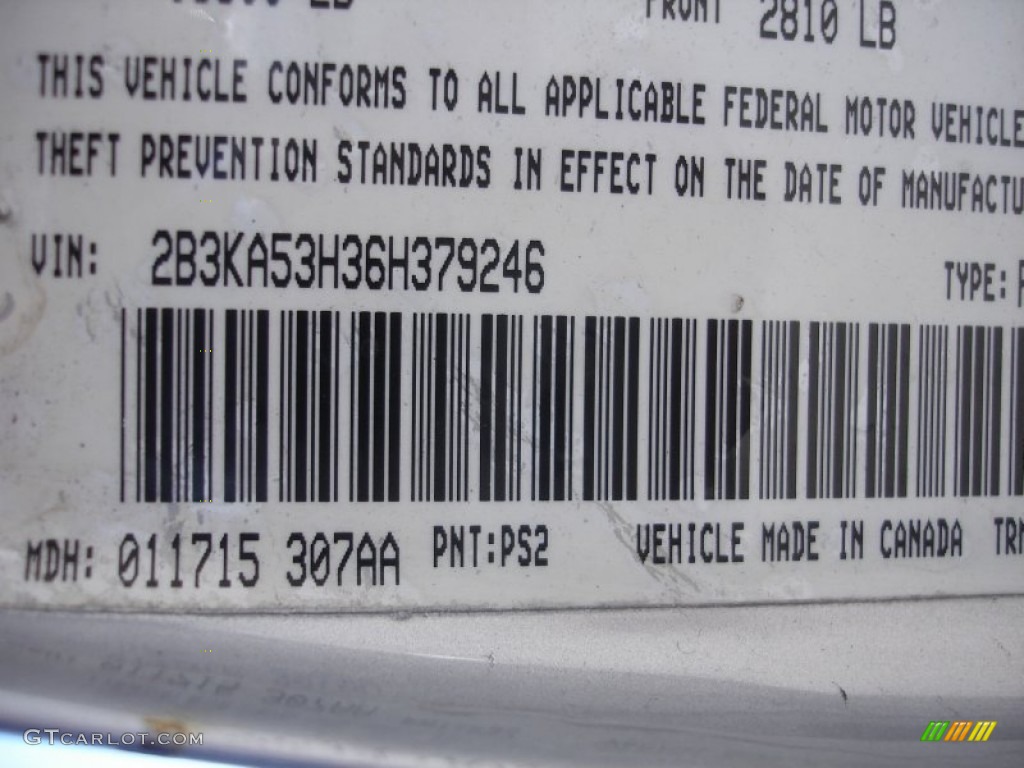 FRONT 2810 LB
THIS VEHICLE CONFORMS TO ALL APPLICABLE FEDERAL MOTOR VEHICLE
THEFT PREVENTION STANDARDS IN EFFECT ON THE DATE OF MANUFACTU
VIN: 2B3KA53H36H379246 TYPE:
MDH: 011715 307AA PNT:PS2 VEHICLE MADE IN CANADA TR
GTCARLOT.COM